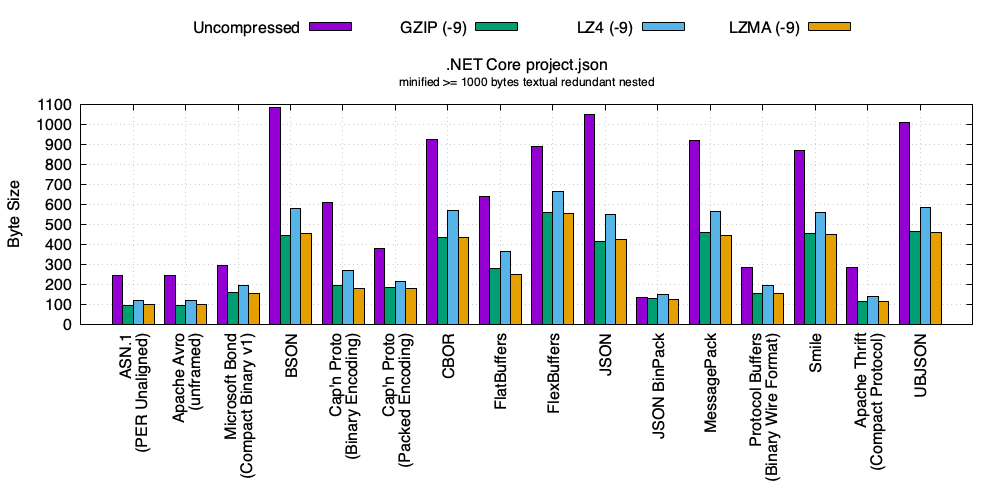 Uncompressed GZIP (-9) LZ4 (-9) LZMA (-9)
.NET Core project.json
minified >= 1000 bytes textual redundant nested
Byte Size
1100
1000
900
800
700
600
500
400
300
200
100
0
ASN.1
(PER Unaligned)
Apache Avro
(unframed)
Microsoft Bond
(Compact Binary v1)
BSON
Cap'n Proto
(Binary Encoding)
Cap'n Proto
(Packed Encoding)
CBOR
FlatBuffers
FlexBuffers
JSON
JSON BinPack
MessagePack
Protocol Buffers
(Binary Wire Format)
Smile
Apache Thrift
(Compact Protocol)
UBJSON